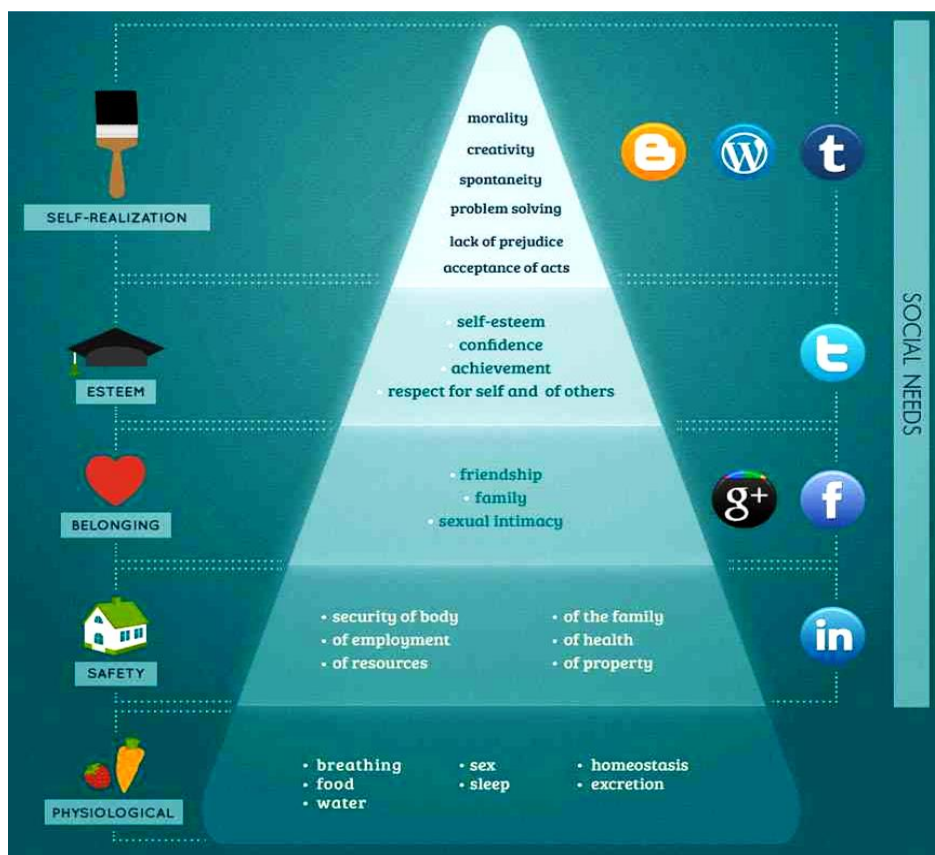 morality
creativity
spontaneity
problem solving
lack of prejudice
acceptance of acts
SELF-REALIZATION
B
W
t
• self-esteem
• confidence
• achievement
• respect for self and of others
ESTEEM
t
• friendship
• family
• sexual intimacy
BELONGING
g+
f
• security of body
• of employment
• of resources
• of the family
• of health
• of property
SAFETY
in
• breathing
• food
• water
• sex
• sleep
• homeostasis
• excretion
PHYSIOLOGICAL
SOCIAL NEEDS